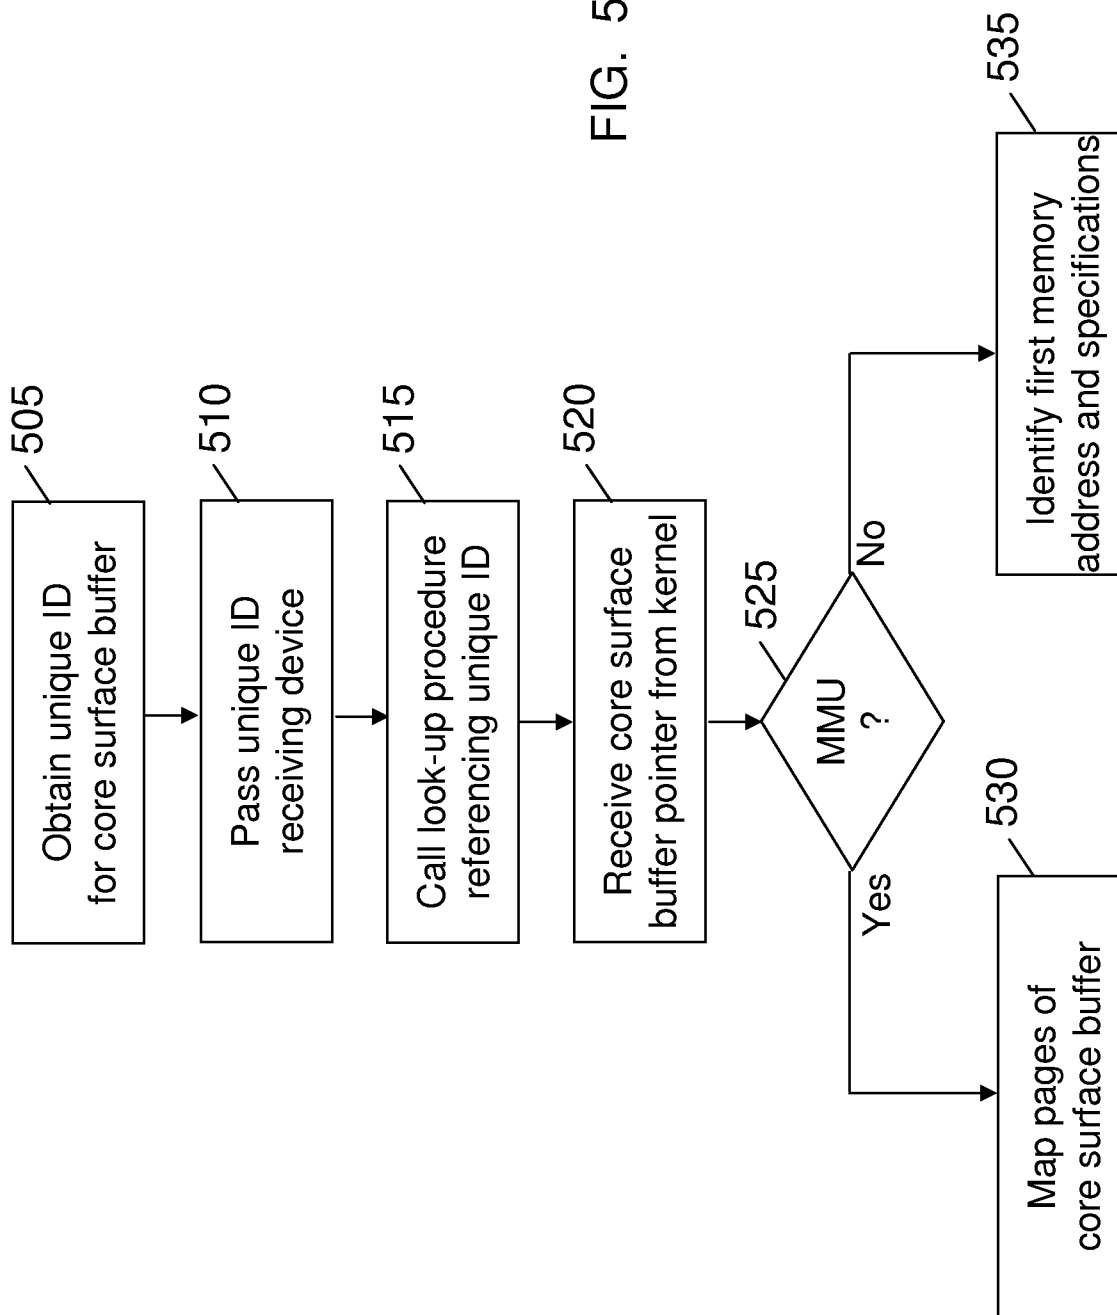 505
Obtain unique ID
for core surface buffer
510
Pass unique ID
receiving device
515
Call look-up procedure
referencing unique ID
520
Receive core surface
buffer pointer from kernel
525
MMU
?
Yes
No
530
Map pages of
core surface buffer
535
Identify first memory
address and specifications
FIG. 5